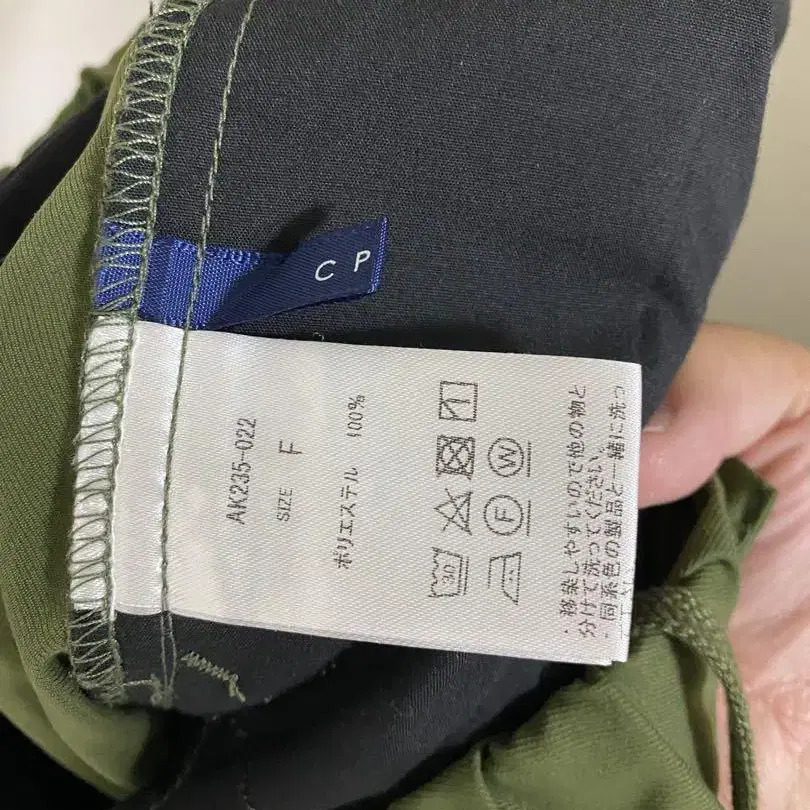 C P
AK235-022
SIZE F
ポリエステル 100%
30
F
W
・移染しやすいので他の物と
分けて洗ってください。
・同系色の製品と一緒に洗っ